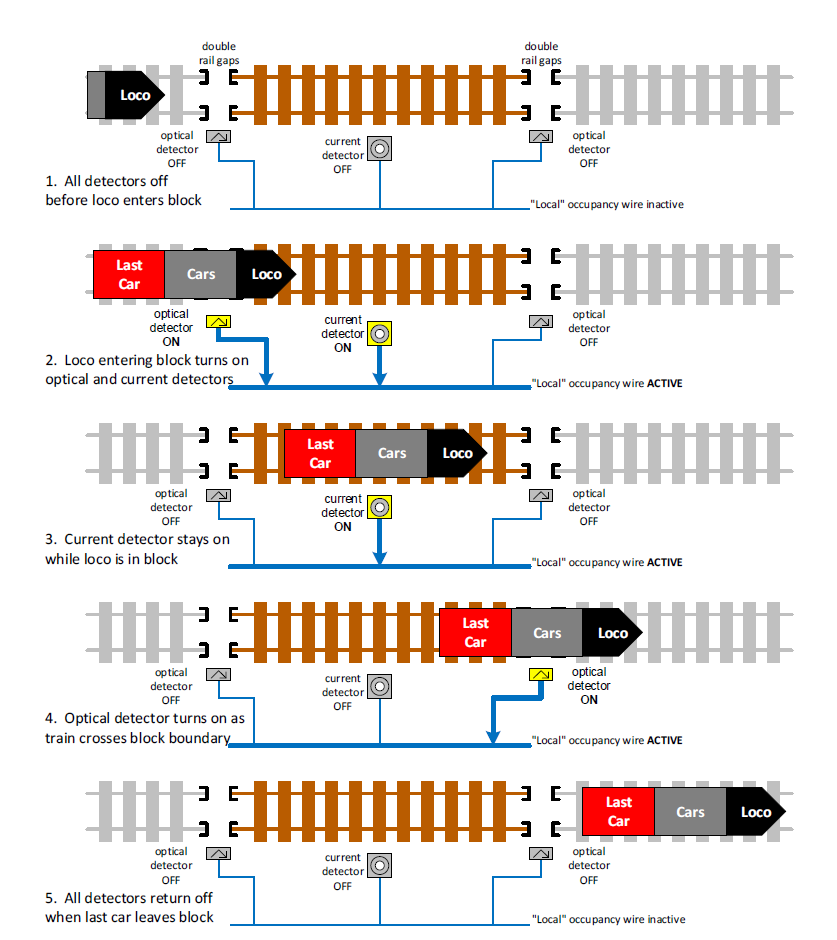 double
rail gaps
double
rail gaps
Loco
optical
detector
OFF
current
detector
OFF
optical
detector
OFF
1. All detectors off
before loco enters block
"Local" occupancy wire inactive
Last
Car
Cars
Loco
optical
detector
ON
current
detector
ON
optical
detector
OFF
2. Loco entering block turns on
optical and current detectors
"Local" occupancy wire ACTIVE
Last
Car
Cars
Loco
optical
detector
OFF
current
detector
ON
optical
detector
OFF
3. Current detector stays on
while loco is in block
"Local" occupancy wire ACTIVE
Last
Car
Cars
Loco
optical
detector
OFF
current
detector
OFF
optical
detector
ON
4. Optical detector turns on as
train crosses block boundary
"Local" occupancy wire ACTIVE
Last
Car
Cars
Loco
optical
detector
OFF
current
detector
OFF
optical
detector
OFF
5. All detectors return off
when last car leaves block
"Local" occupancy wire inactive